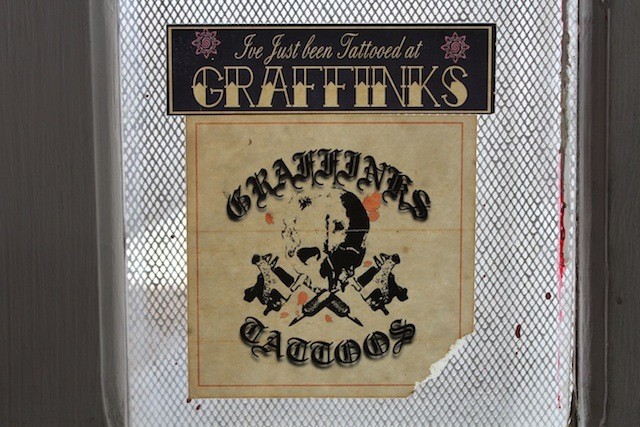 Ive Just been Tattooed at
GRAFFINKS
GRAFFINKS
TATTOOS